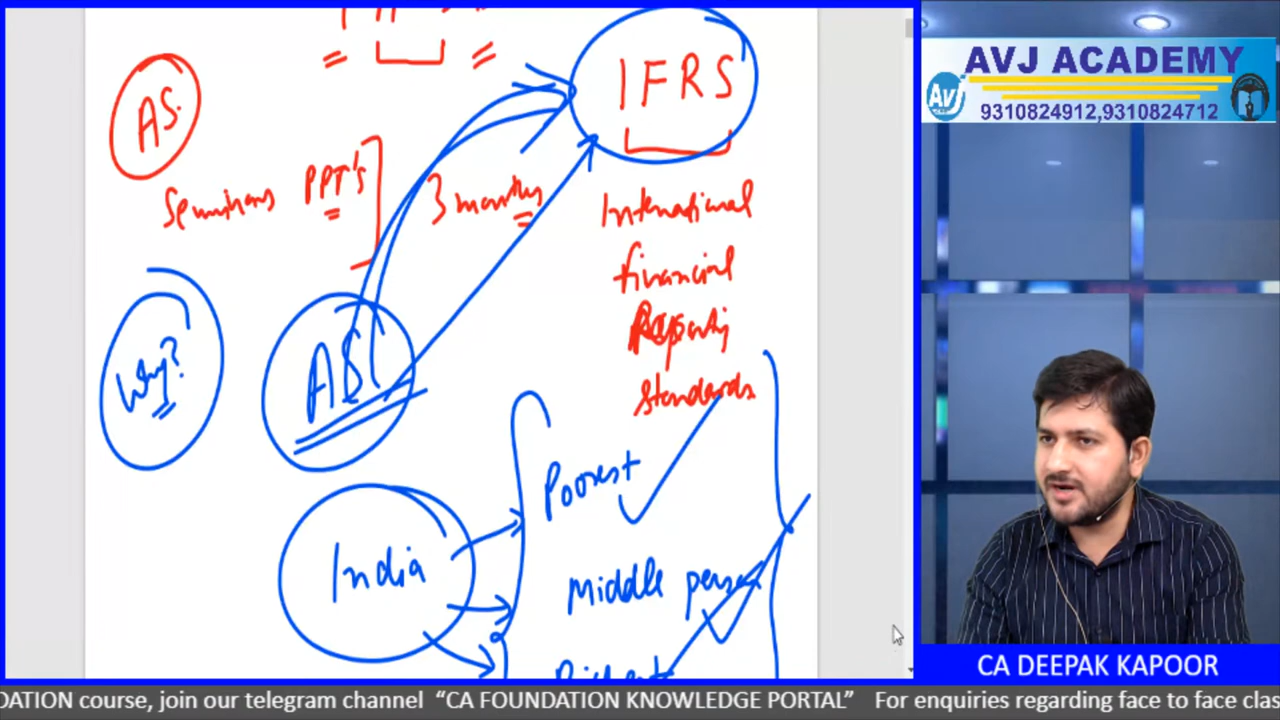 IFRS
AS
Seminars PPT's
3 months
International
financial
Reporting
standards
Why?
AS
India
Poorest
Middle person
AVJ ACADEMY
AVJ
9310824912,9310824712
CA DEEPAK KAPOOR
DATION course, join our telegram channel “CA FOUNDATION KNOWLEDGE PORTAL” For enquiries regarding face to face clas